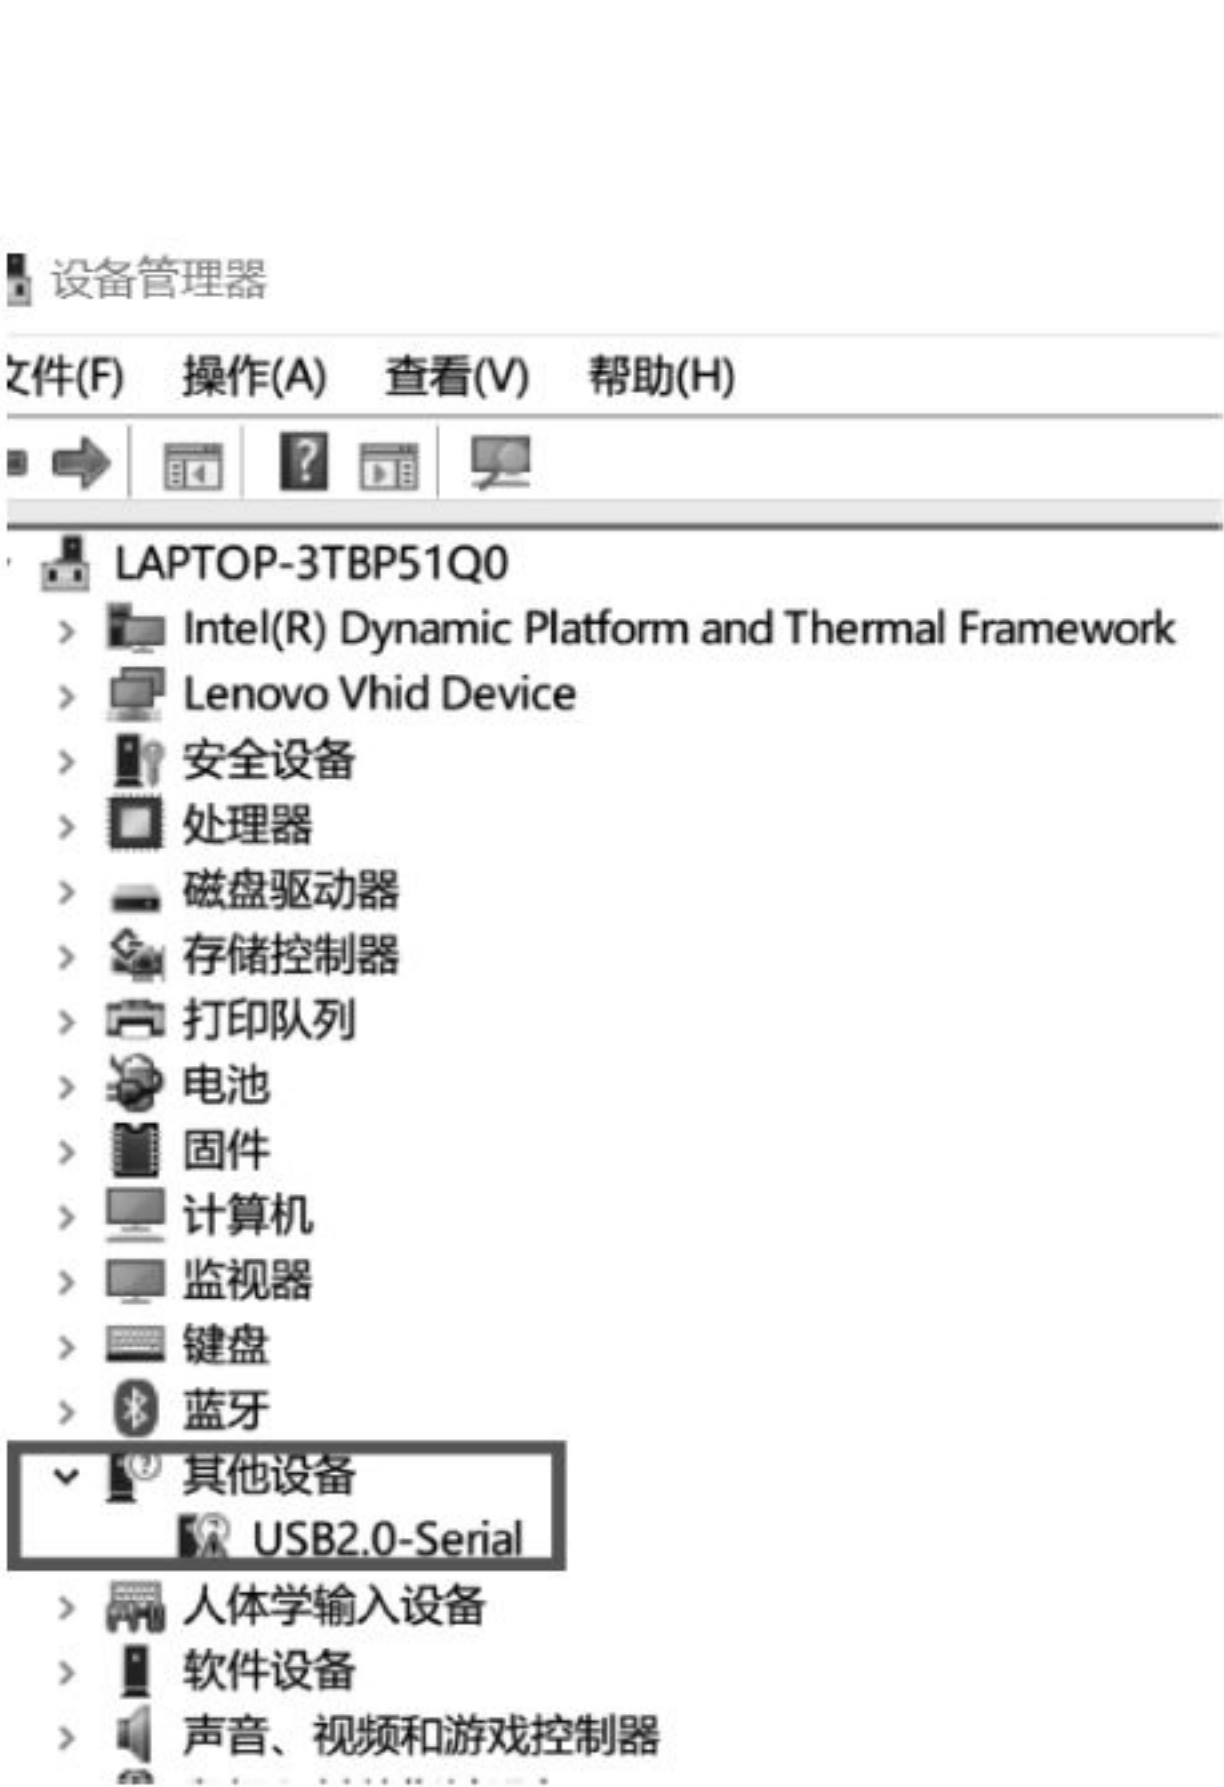 设备管理器
文件(F) 操作(A) 查看(V) 帮助(H)
LAPTOP-3TBP51Q0
Intel(R) Dynamic Platform and Thermal Framework
Lenovo Vhid Device
安全设备
处理器
磁盘驱动器
存储控制器
打印队列
电池
固件
计算机
监视器
键盘
蓝牙
其他设备
USB2.0-Serial
人体学输入设备
软件设备
声音、视频和游戏控制器